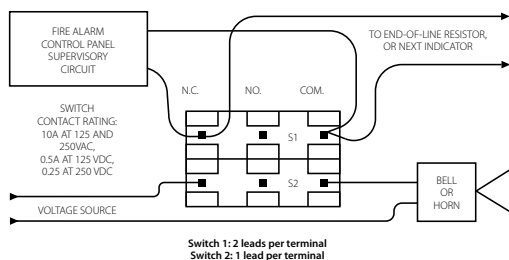 FIRE ALARM
CONTROL PANEL
SUPERVISORY
CIRCUIT
TO END-OF-LINE RESISTOR,
OR NEXT INDICATOR
N.C.
NO.
COM.
SWITCH
CONTACT RATING:
10A AT 125 AND
250VAC,
0.5A AT 125 VDC,
0.25 AT 250 VDC
S1
S2
BELL
OR
HORN
VOLTAGE SOURCE
Switch 1: 2 leads per terminal
Switch 2: 1 lead per terminal